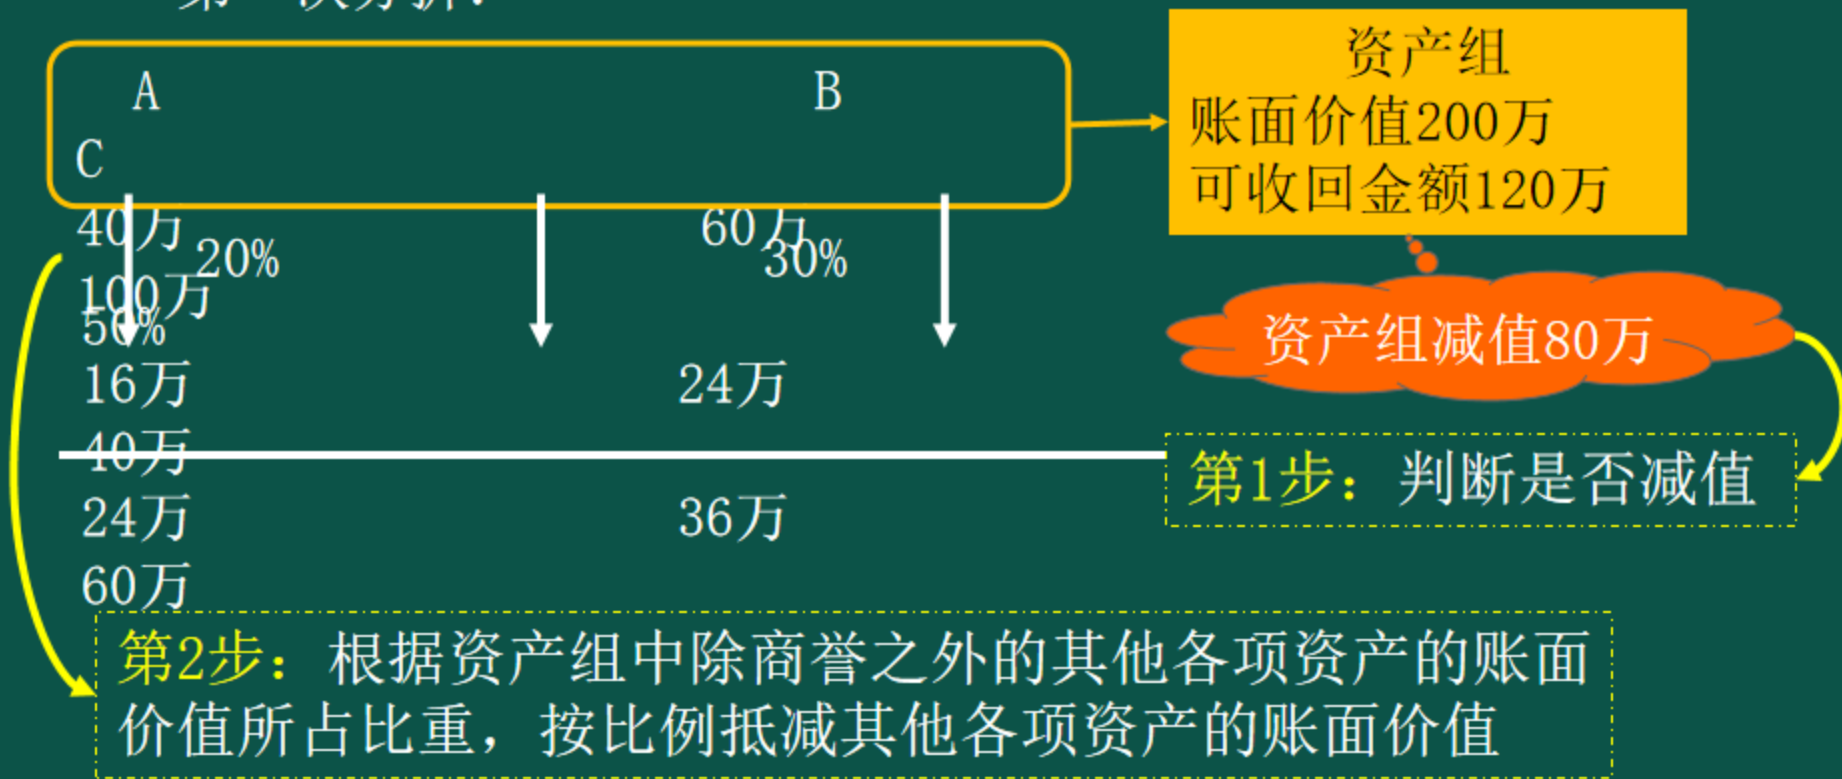 A B
C
40万 60万
20% 30%
100万
50%
16万 24万
40万
24万 36万
60万
资产组
账面价值200万
可收回金额120万
资产组减值80万
第1步：判断是否减值
第2步：根据资产组中除商誉之外的其他各项资产的账面
价值所占比重，按比例抵减其他各项资产的账面价值